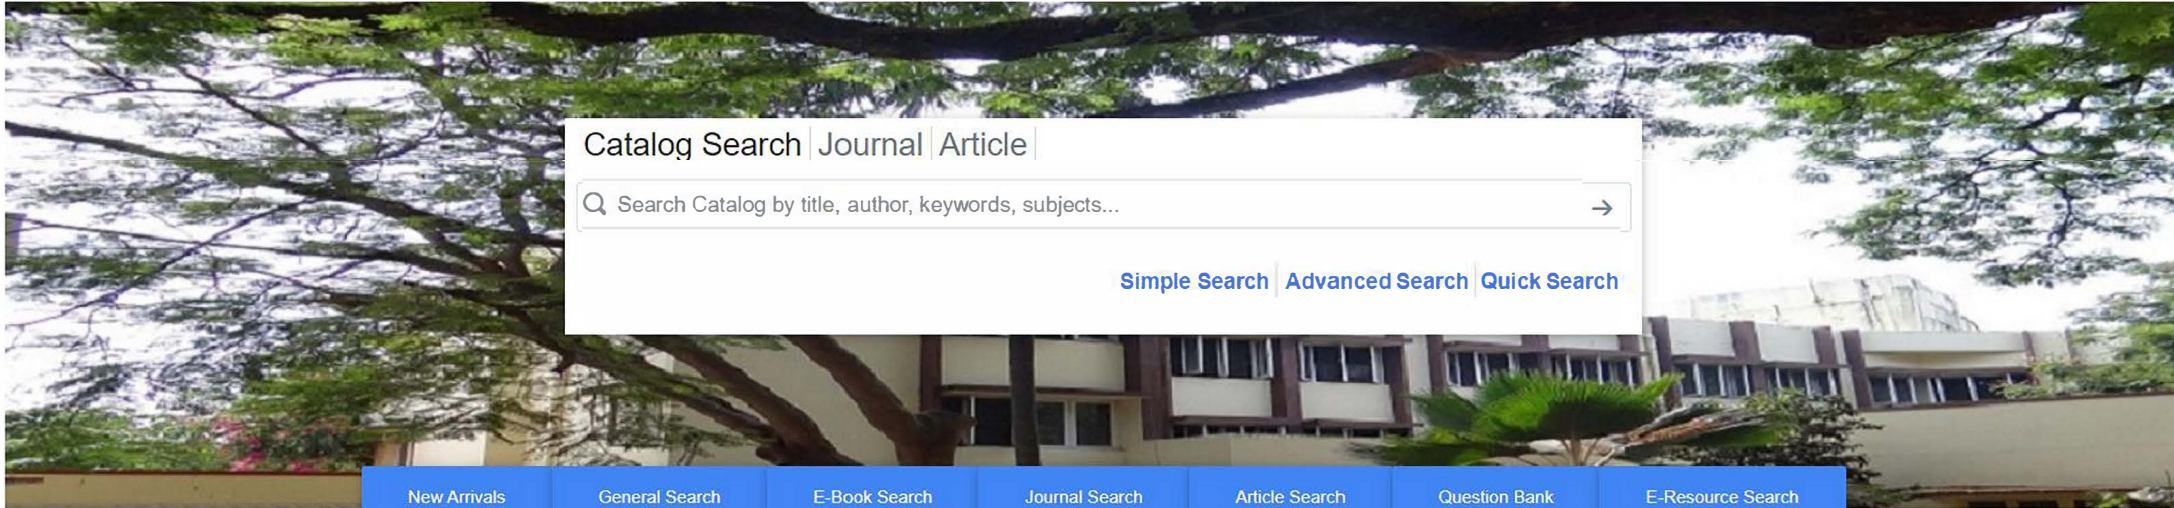 Catalog Search Journal Article
Search Catalog by title, author, keywords, subjects...
Simple Search Advanced Search Quick Search
New Arrivals General Search E-Book Search Journal Search Article Search Question Bank E-Resource Search